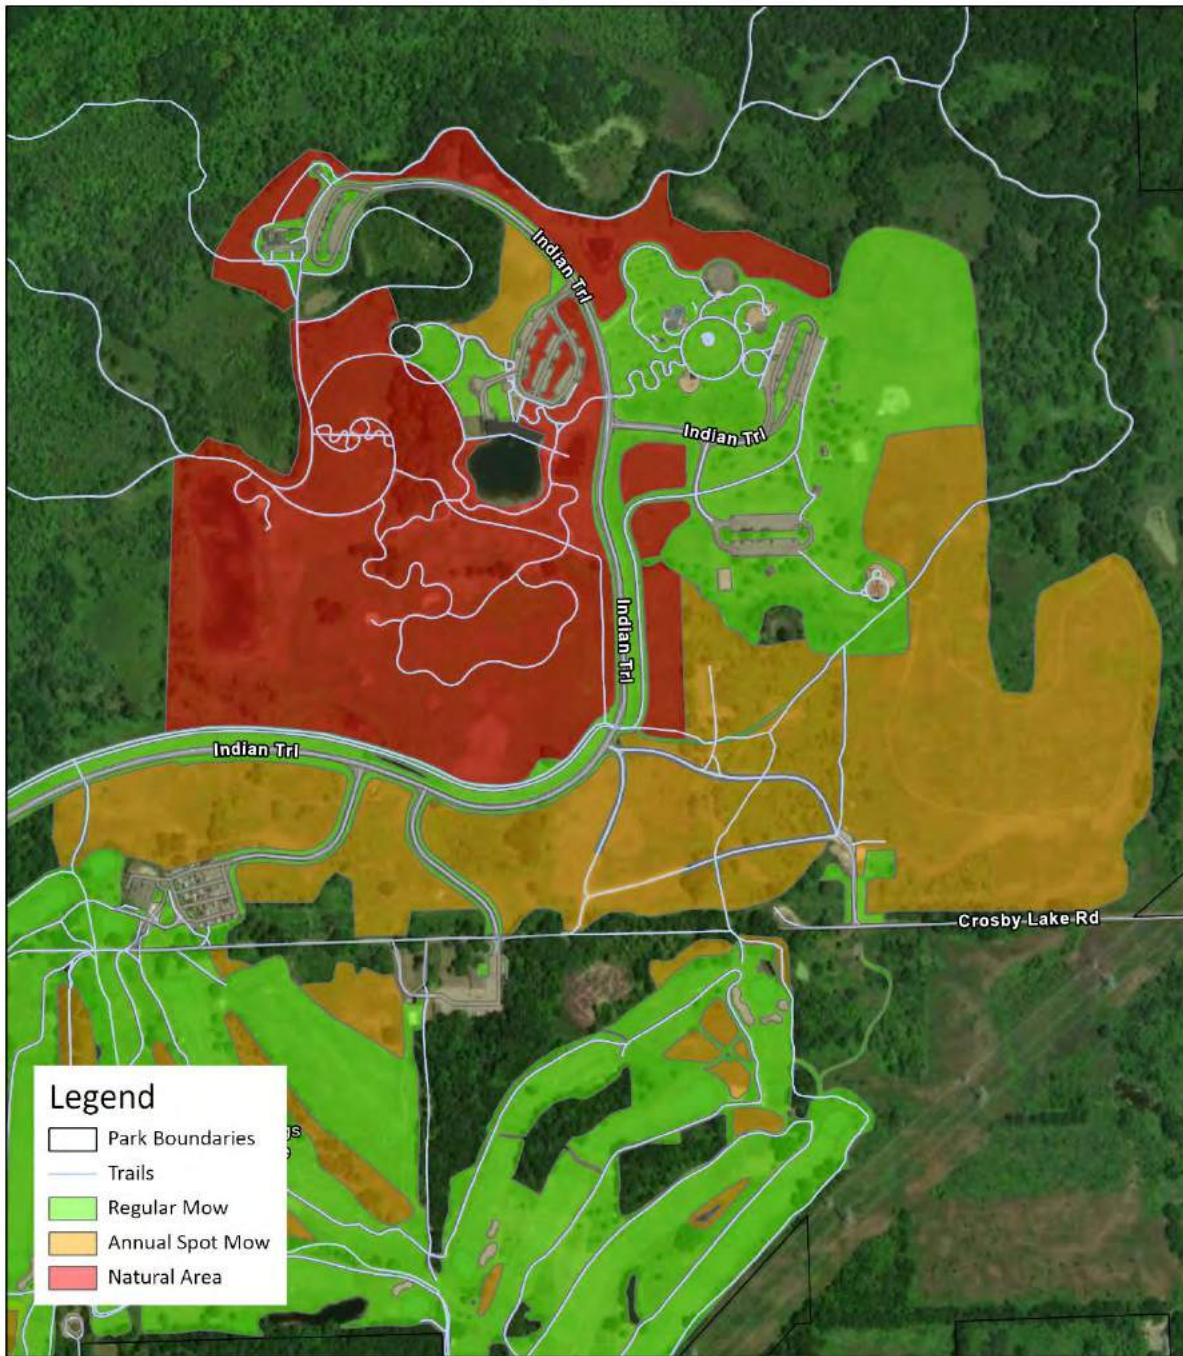 Indian Trl
Indian Trl
Indian Trl
Indian Trl
Crosby Lake Rd
Legend
Park Boundaries
Trails
Regular Mow
Annual Spot Mow
Natural Area